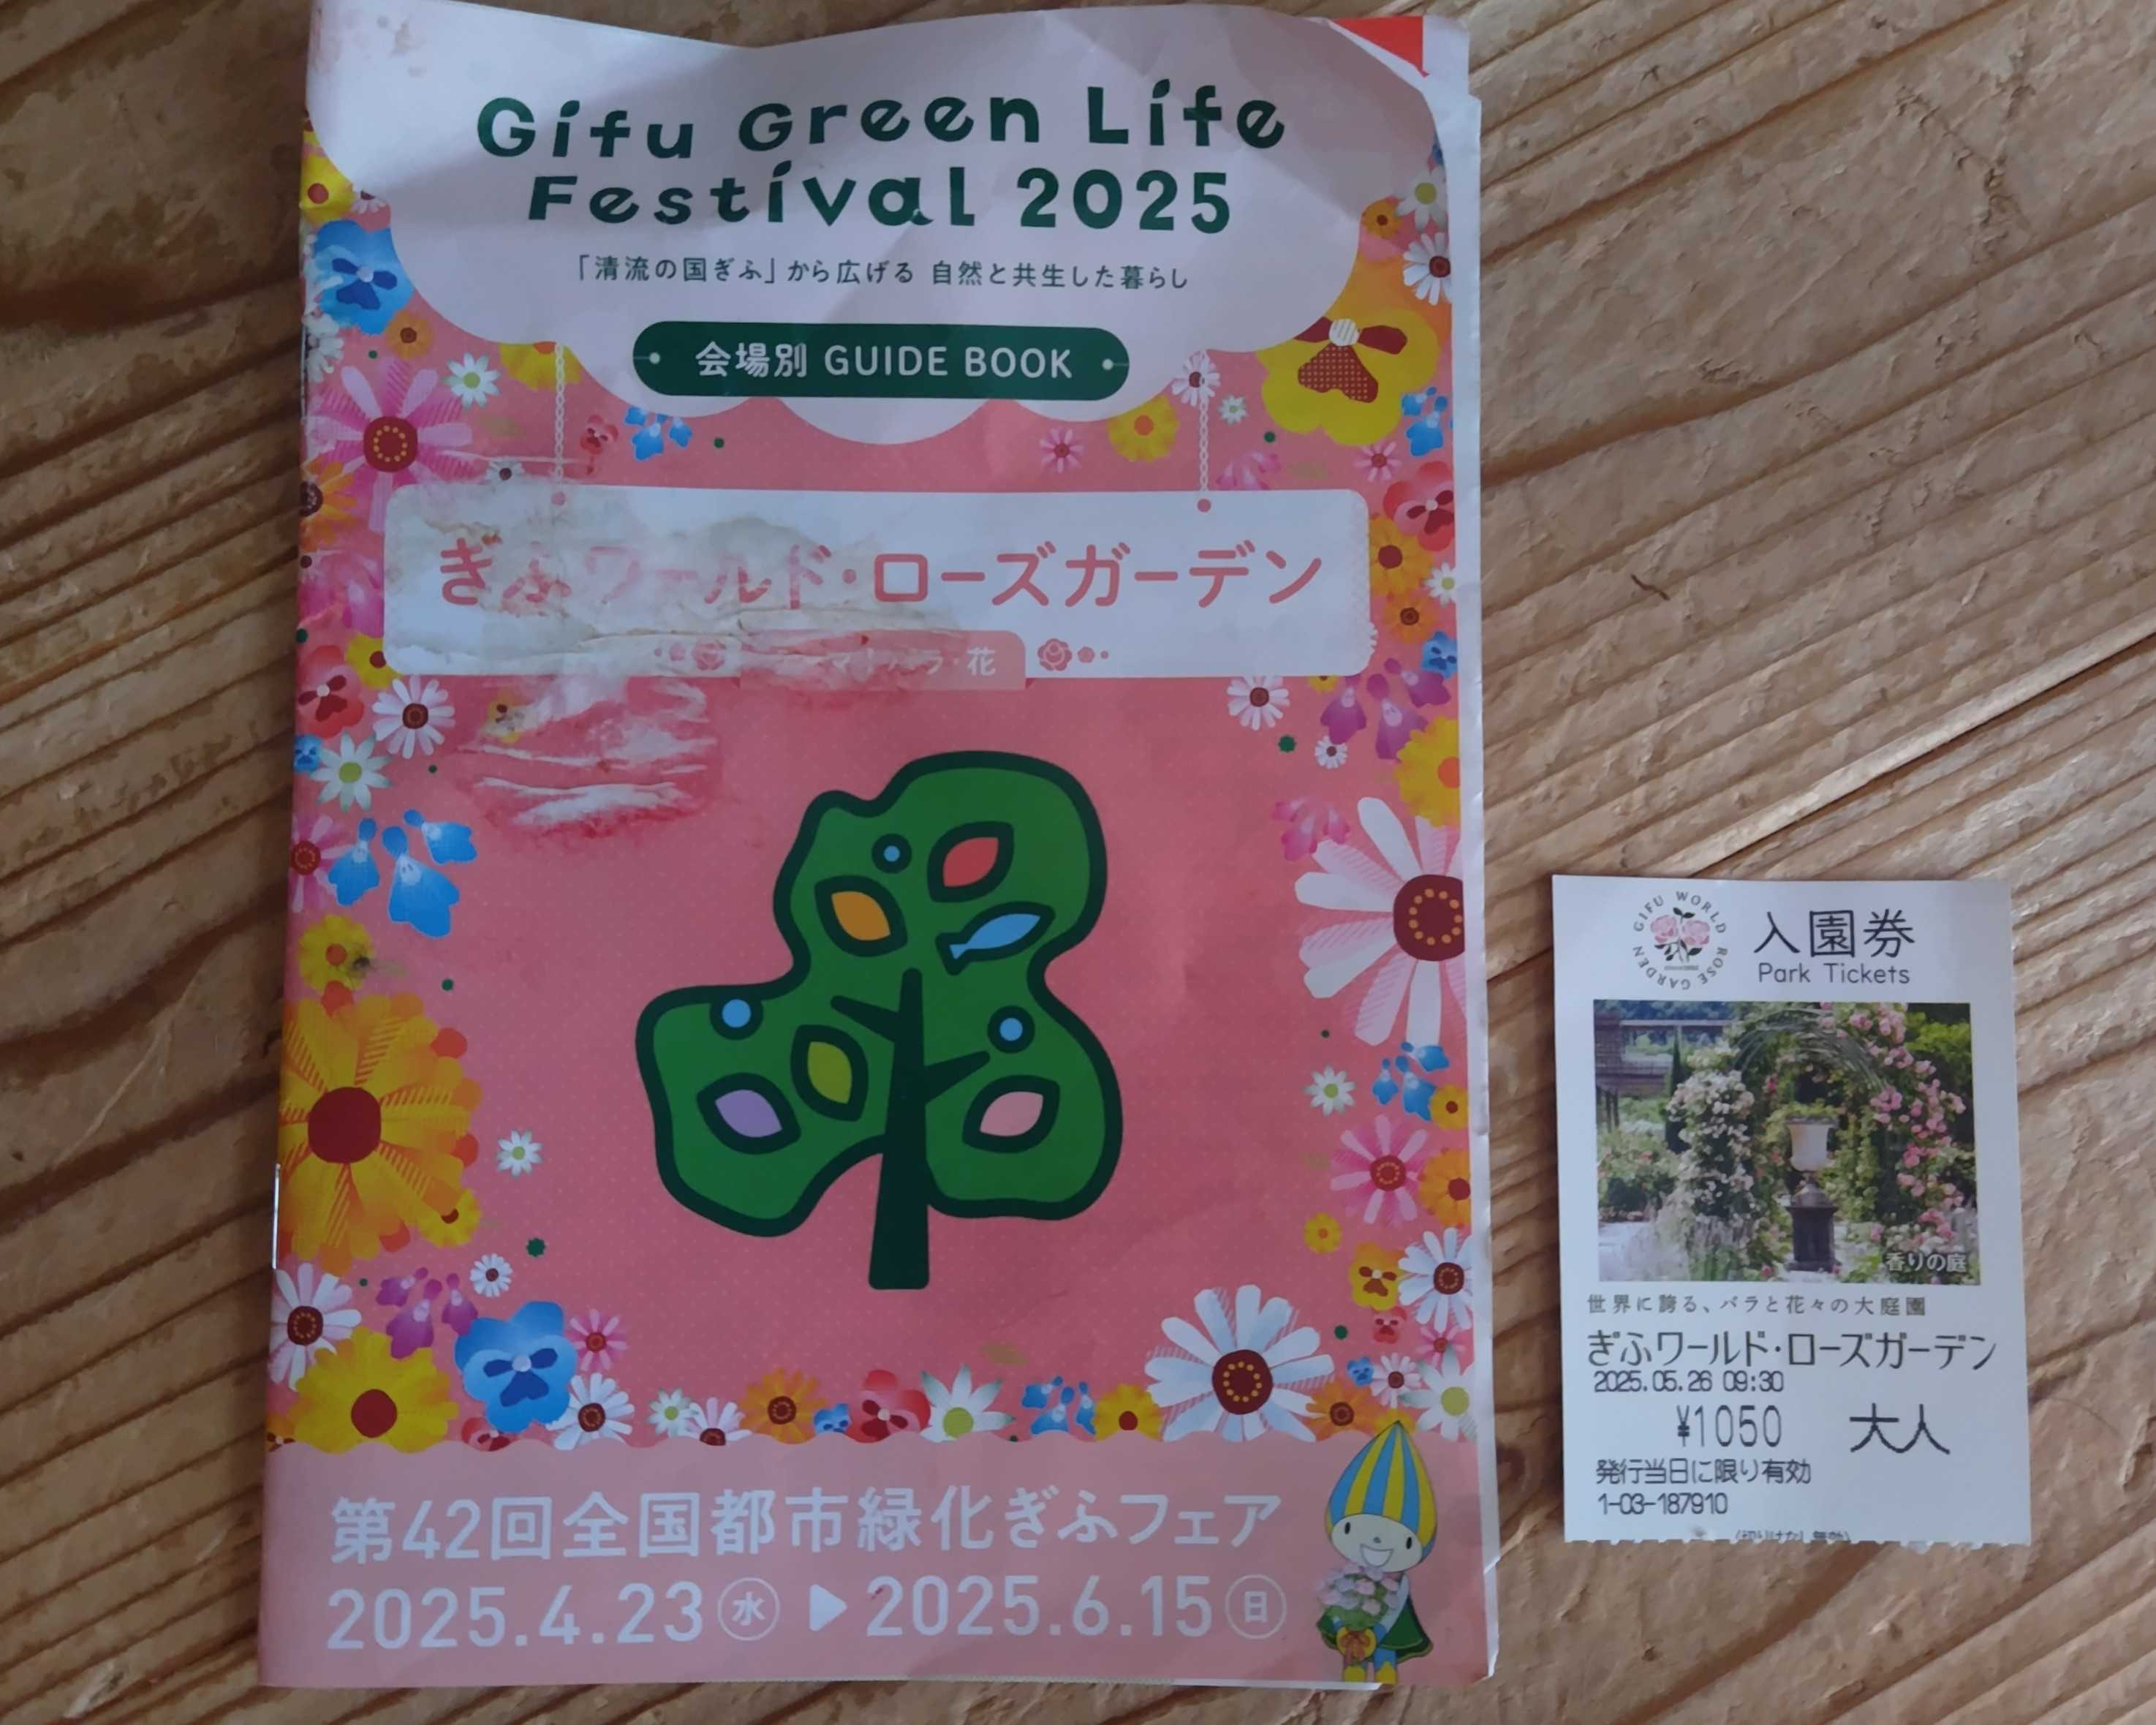 Gifu Green Life
Festival 2025
「清流の国ぎふ」から広げる 自然と共生した暮らし
会場別 GUIDE BOOK
ぎふワールド・ローズガーデン
花
第42回全国都市緑化ぎふフェア
2025.4.23㊌▶2025.6.15㊐
GIFU WORLD ROSE GARDEN
入園券
Park Tickets
香りの庭
世界に誇る、バラと花々の大庭園
ぎふワールド・ローズガーデン
2025.05.26 09:30
¥1050 大人
発行当日に限り有効
1-03-187910